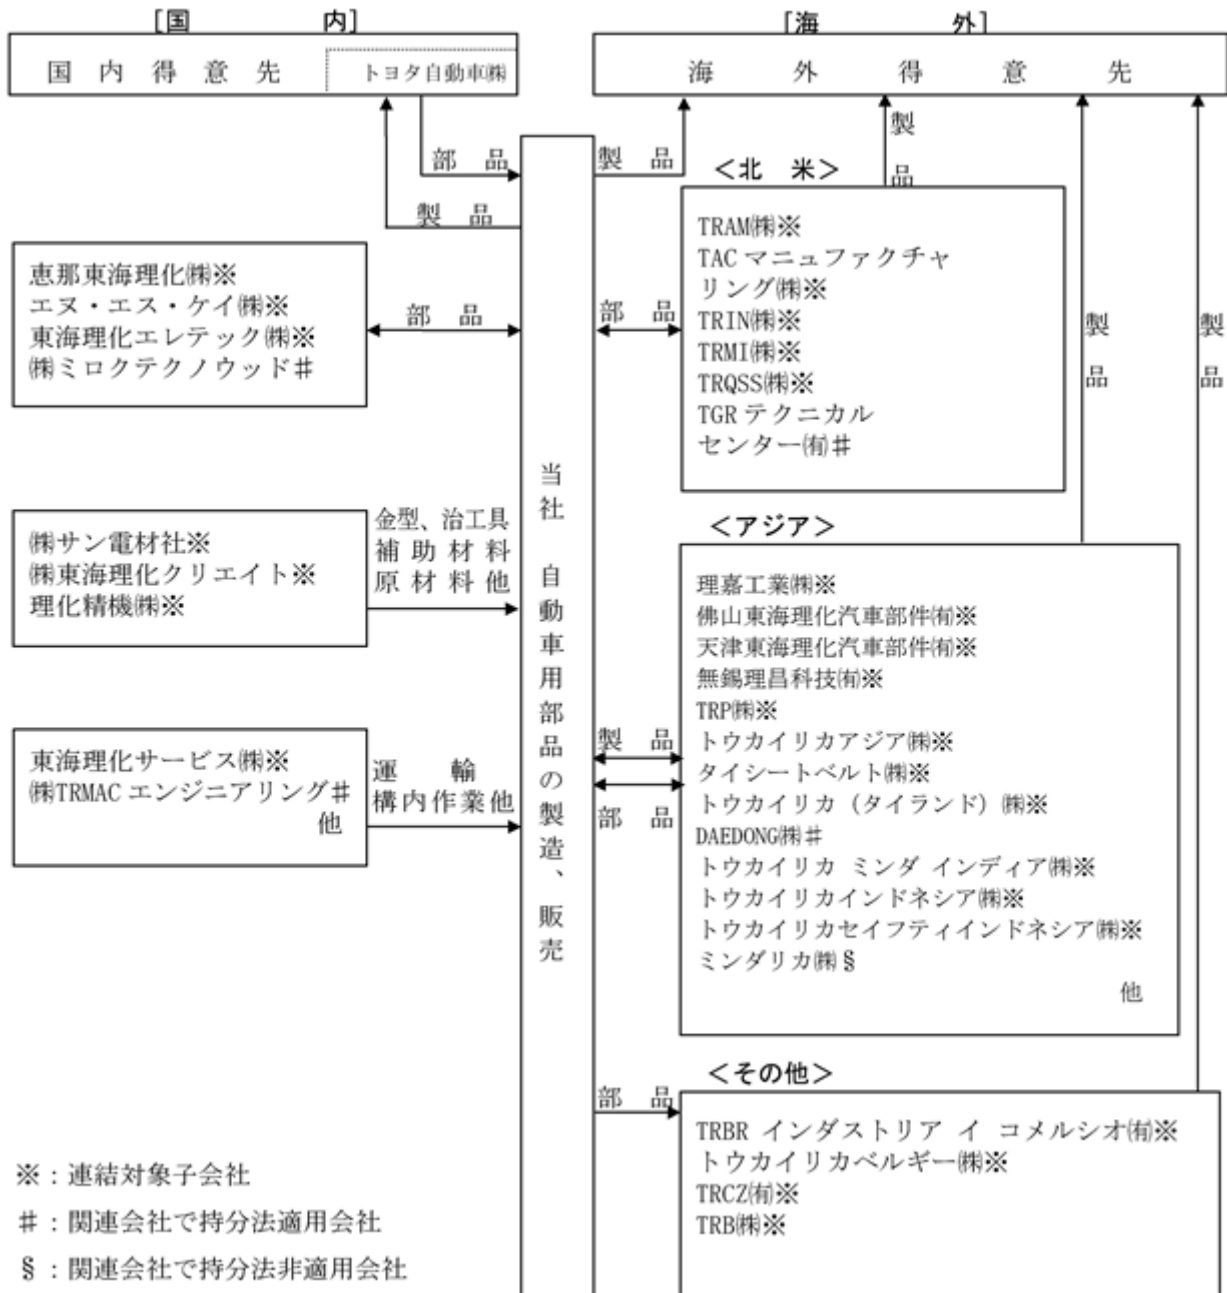 [国 内]
国 内 得 意 先
トヨタ自動車㈱
部 品
製 品
恵那東海理化㈱※
エヌ・エス・ケイ㈱※
東海理化エレテック㈱※
㈱ミロクテクノウッド＃
部 品
㈱サン電材社※
㈱東海理化クリエイト※
理化精機㈱※
金型、治工具
補 助 材 料
原 材 料 他
東海理化サービス㈱※
㈱TRMACエンジニアリング＃
他
運 輸
構内作業他
当社 自動車用部品の製造、販売
[海 外]
海 外 得 意 先
製 品
製 品
製 品
製 品
＜北 米＞
部 品
TRAM㈱※
TACマニュファクチャ
リング㈱※
TRIN㈱※
TRMI㈱※
TRQSS㈱※
TGRテクニカル
センター㈲＃
＜アジア＞
製 品
部 品
理嘉工業㈱※
佛山東海理化汽車部件㈲※
天津東海理化汽車部件㈲※
無錫理昌科技㈲※
TRP㈱※
トウカイリカアジア㈱※
タイシートベルト㈱※
トウカイリカ（タイランド）㈱※
DAEDONG㈱＃
トウカイリカ ミンダ インディア㈱※
トウカイリカインドネシア㈱※
トウカイリカセイフティインドネシア㈱※
ミンダリカ㈱§
他
＜その他＞
部 品
TRBR インダストリア イ コメルシオ㈲※
トウカイリカベルギー㈱※
TRCZ㈲※
TRB㈱※
※：連結対象子会社
＃：関連会社で持分法適用会社
§：関連会社で持分法非適用会社